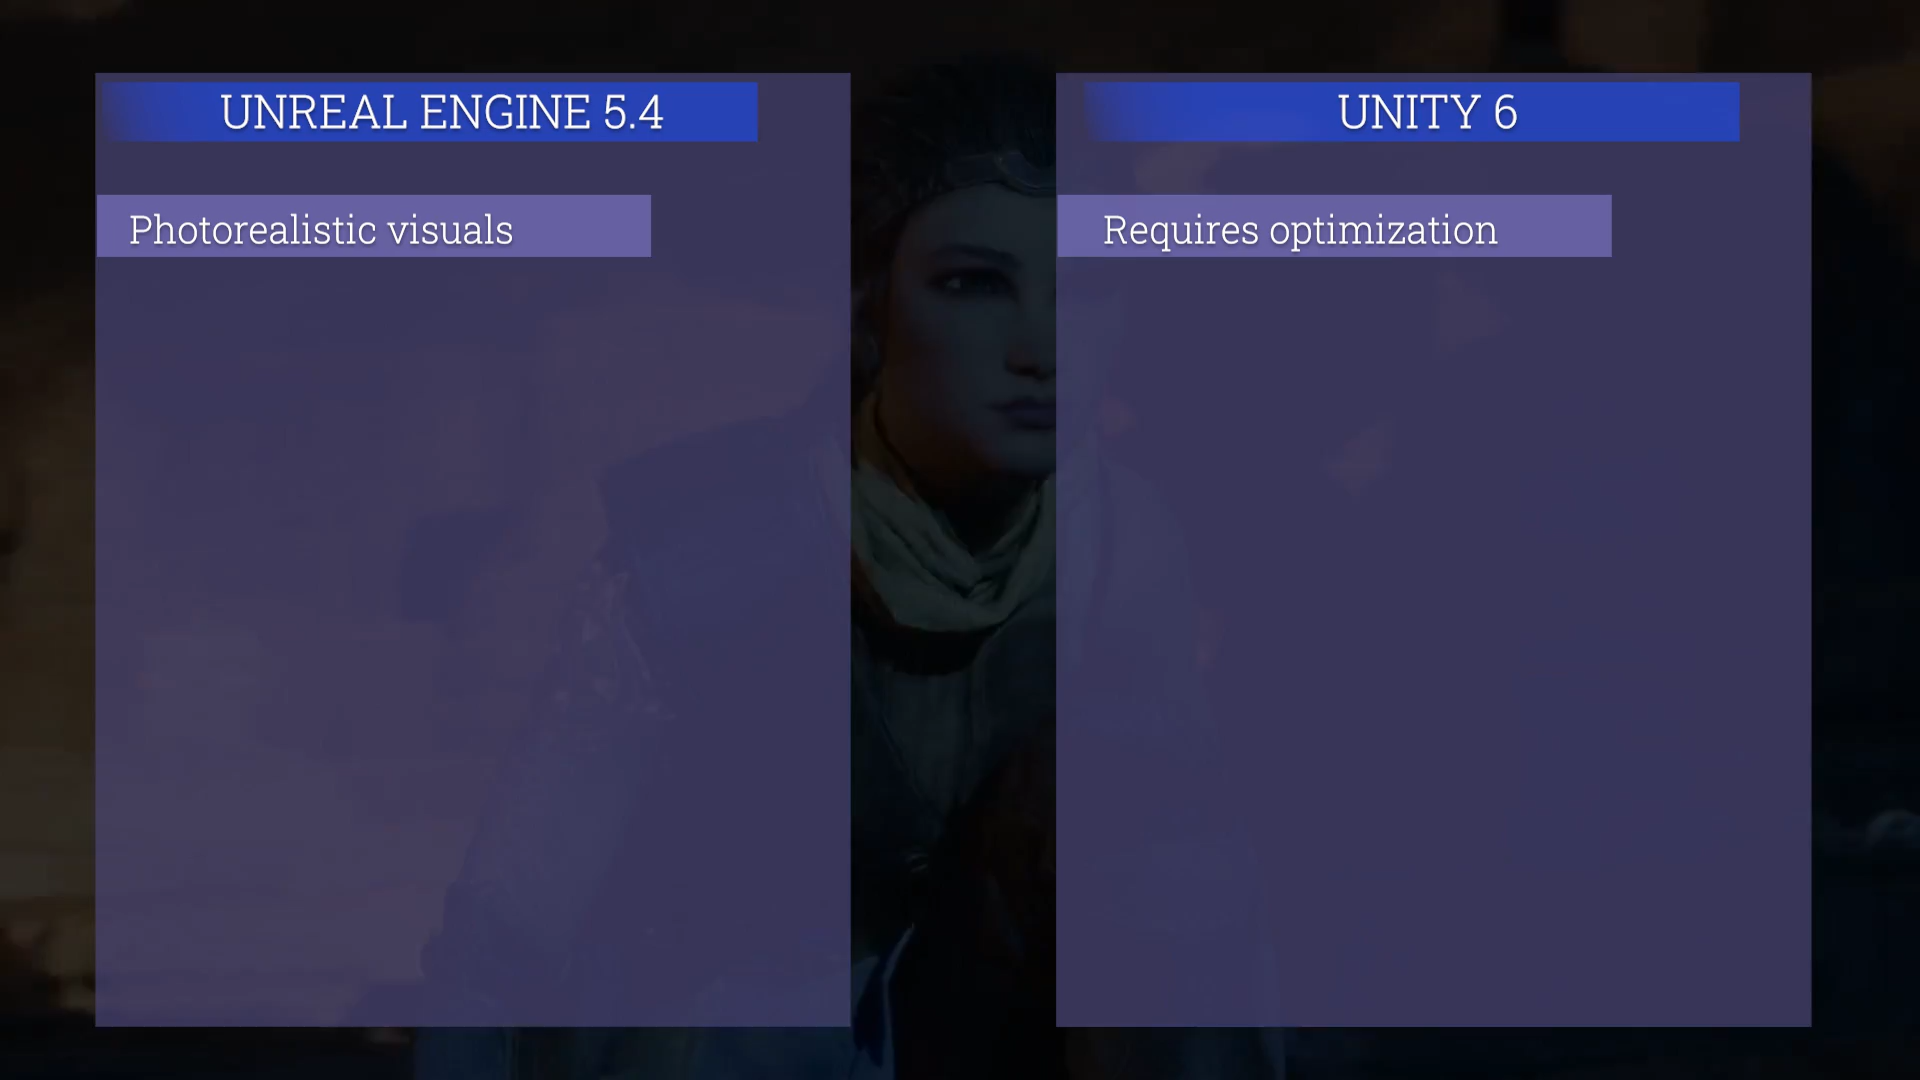 UNREAL ENGINE 5.4
Photorealistic visuals
UNITY 6
Requires optimization